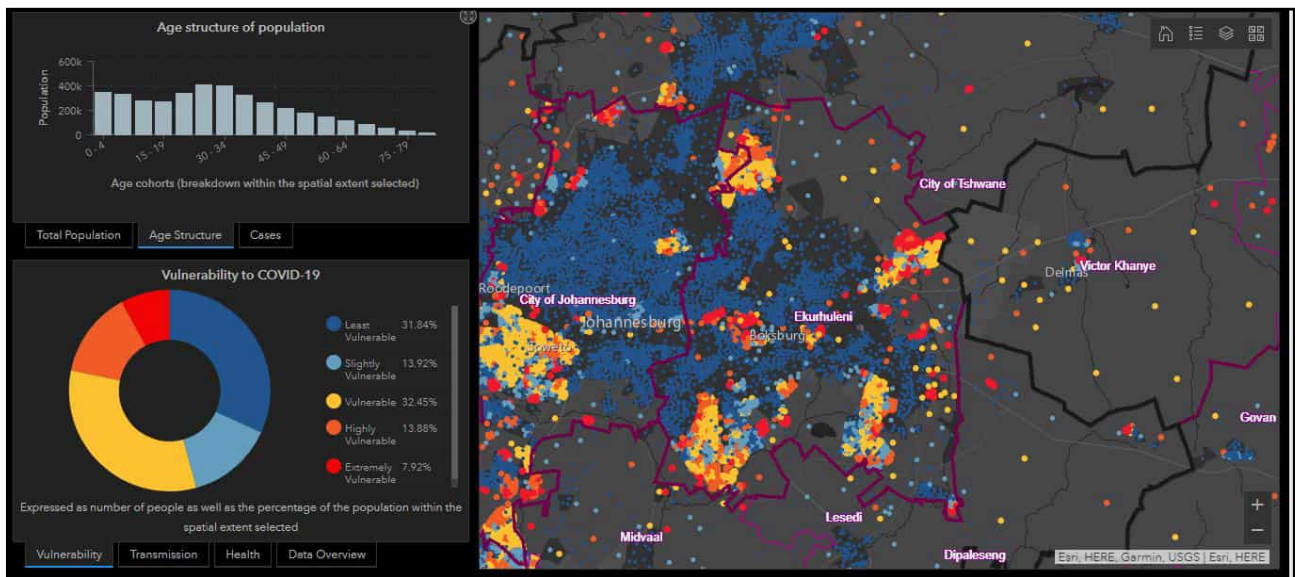 Age structure of population
Population
600k
400k
200k
0
0 - 4
15 - 19
30 - 34
45 - 49
60 - 64
75 - 79
Age cohorts (breakdown within the spatial extent selected)
Total Population
Age Structure
Cases
Vulnerability to COVID-19
Least Vulnerable 31.84%
Slightly Vulnerable 13.92%
Vulnerable 32.45%
Highly Vulnerable 13.88%
Extremely Vulnerable 7.92%
Expressed as number of people as well as the percentage of the population within the
spatial extent selected
Vulnerability
Transmission
Health
Data Overview
City of Tshwane
Delmas
Victor Khanye
Roodepoort
City of Johannesburg
Johannesburg
Ekurhuleni
Boksburg
Soweto
Govan
Lesedi
Midvaal
Dipaleseng
+
−
Esri, HERE, Garmin, USGS | Esri, HERE